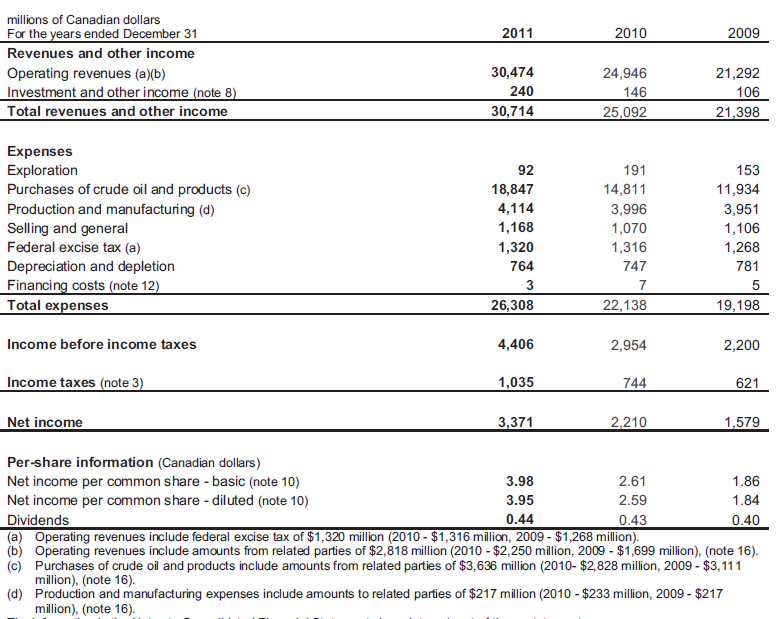 millions of Canadian dollars
For the years ended December 31 2011 2010 2009
Revenues and other income
Operating revenues (a)(b) 30,474 24,946 21,292
Investment and other income (note 8) 240 146 106
Total revenues and other income 30,714 25,092 21,398
Expenses
Exploration 92 191 153
Purchases of crude oil and products (c) 18,847 14,811 11,934
Production and manufacturing (d) 4,114 3,996 3,951
Selling and general 1,168 1,070 1,106
Federal excise tax (a) 1,320 1,316 1,268
Depreciation and depletion 764 747 781
Financing costs (note 12) 3 7 5
Total expenses 26,308 22,138 19,198
Income before income taxes 4,406 2,954 2,200
Income taxes (note 3) 1,035 744 621
Net income 3,371 2,210 1,579
Per-share information (Canadian dollars)
Net income per common share - basic (note 10) 3.98 2.61 1.86
Net income per common share - diluted (note 10) 3.95 2.59 1.84
Dividends 0.44 0.43 0.40
(a) Operating revenues include federal excise tax of $1,320 million (2010 - $1,316 million, 2009 - $1,268 million).
(b) Operating revenues include amounts from related parties of $2,818 million (2010 - $2,250 million, 2009 - $1,699 million), (note 16).
(c) Purchases of crude oil and products include amounts from related parties of $3,636 million (2010- $2,828 million, 2009 - $3,111
million), (note 16).
(d) Production and manufacturing expenses include amounts to related parties of $217 million (2010 - $233 million, 2009 - $217
million), (note 16).